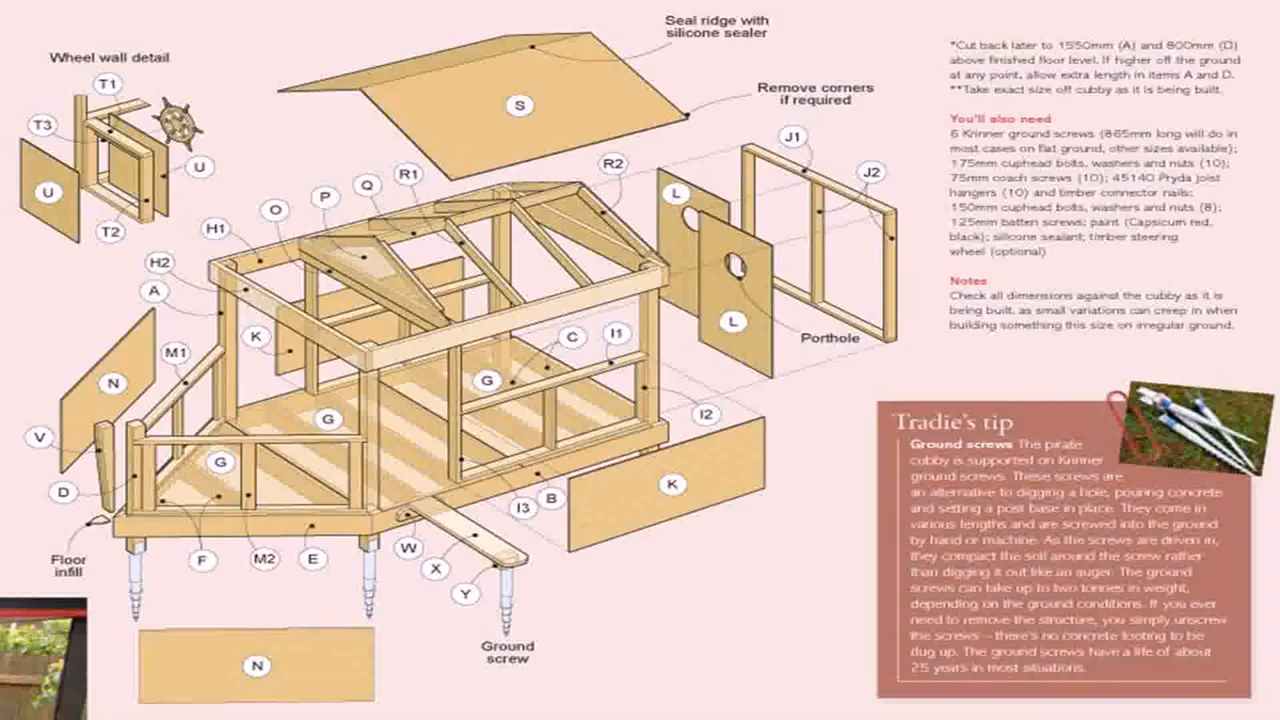 Seal ridge with
silicone sealer
Wheel wall detail
T1
T3
U
U
T2
S
Remove corners
if required
J1
J2
R2
R1
Q
P
O
H1
H2
A
L
L
Porthole
K
M1
N
V
D
Floor
infill
G
G
G
C
I1
I2
I3
B
K
F
M2
E
W
X
Y
Ground
screw
N
*Cut back later to 1550mm (A) and 800mm (D)
above finished floor level. If higher off the ground
at any point, allow extra length in items A and D.
**Take exact size off cubby as it is being built.
You'll also need
6 Krinner ground screws (865mm long will do in
most cases on flat ground, other sizes available);
175mm cuphead bolts, washers and nuts (10);
75mm coach screws (10); 45140 Pryda joist
hangers (10) and timber connector nails;
150mm cuphead bolts, washers and nuts (8);
125mm batten screws; paint (Capsicum red,
black); silicone sealant; timber steering
wheel (optional)
Notes
Check all dimensions against the cubby as it is
being built, as small variations can creep in when
building something this size on irregular ground.
Tradie's tip
Ground screws The pirate
cubby is supported on Krinner
ground screws. These screws are
an alternative to digging a hole, pouring concrete
and setting a post base in place. They come in
various lengths and are screwed into the ground
by hand or machine. As the screws are driven in,
they compact the soil around the screw rather
than digging it out like an auger. The ground
screws can take up to two tonnes in weight,
depending on the ground conditions. If you ever
need to remove the structure, you simply unscrew
the screws – there's no concrete footing to be
dug up. The ground screws have a life of about
25 years in most situations.